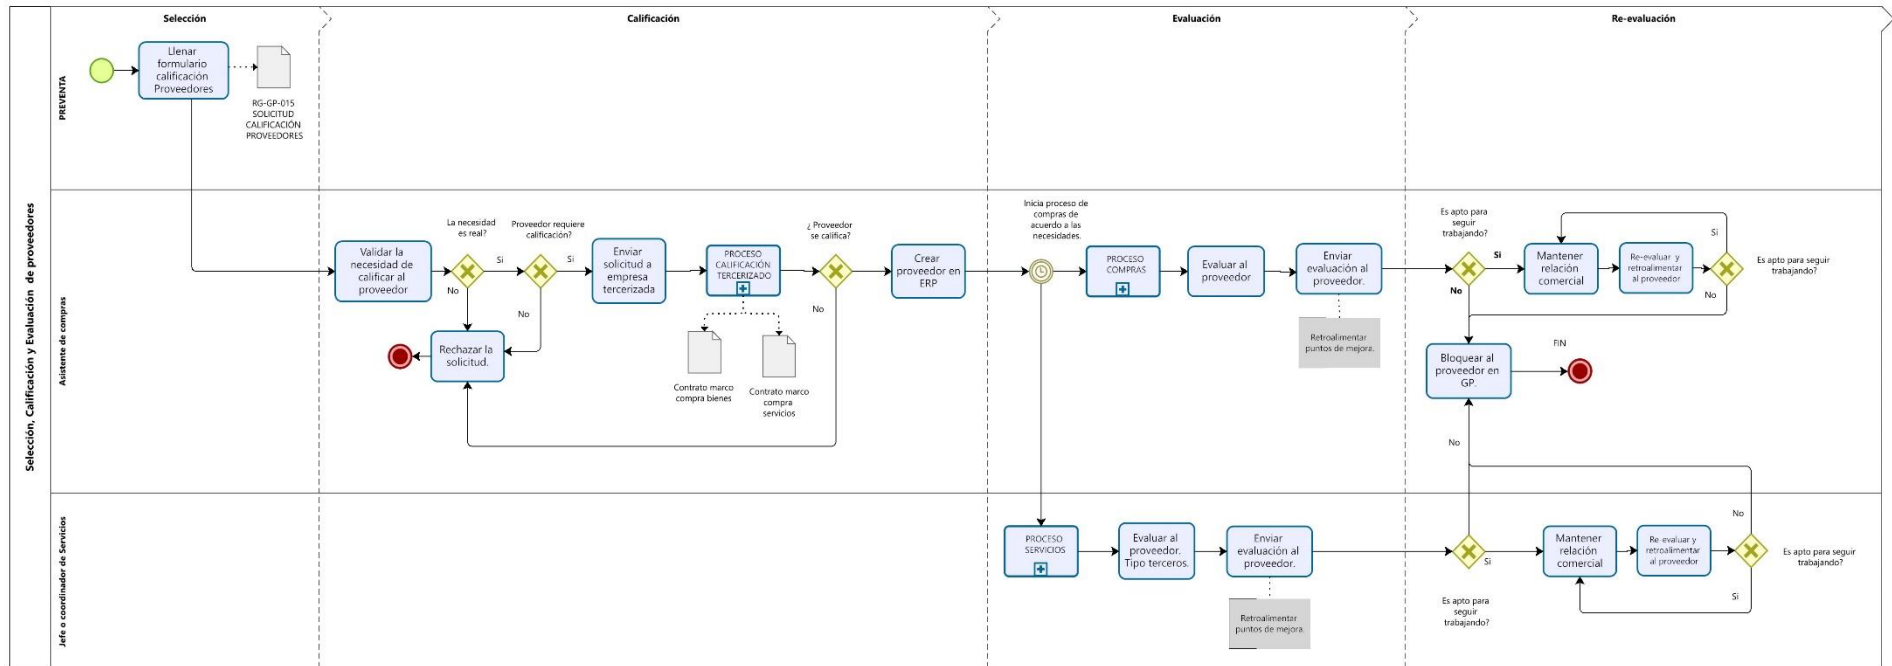 Selección
Calificación
Evaluación
Re-evaluación
Selección, Calificación y Evaluación de proveedores
PREVENTA
Llenar
formulario
calificación
Proveedores
RG-GP-015
SOLICITUD
CALIFICACIÓN
PROVEEDORES
Asistente de compras
Validar la
necesidad de
calificar al
proveedor
La necesidad
es real?
Si
No
Proveedor requiere
calificación?
Si
No
Rechazar la
solicitud.
Enviar
solicitud a
empresa
tercerizada
PROCESO
CALIFICACIÓN
TERCERIZADO
Contrato marco
compra bienes
Contrato marco
compra
servicios
¿ Proveedor
se califica?
No
Crear
proveedor en
ERP
Inicia proceso de
compras de
acuerdo a las
necesidades.
PROCESO
COMPRAS
Evaluar al
proveedor
Enviar
evaluación al
proveedor.
Retroalimentar
puntos de mejora.
Es apto para
seguir
trabajando?
Si
No
Mantener
relación
comercial
Re-evaluar y
retroalimentar
al proveedor
Si
No
Es apto para seguir
trabajando?
Bloquear al
proveedor en
GP.
FIN
No
Jefe o coordinador de Servicios
PROCESO
SERVICIOS
Evaluar al
proveedor.
Tipo terceros.
Enviar
evaluación al
proveedor.
Retroalimentar
puntos de mejora.
Si
Es apto para
seguir
trabajando?
Mantener
relación
comercial
Re-evaluar y
retroalimentar
al proveedor
No
Si
Es apto para seguir
trabajando?